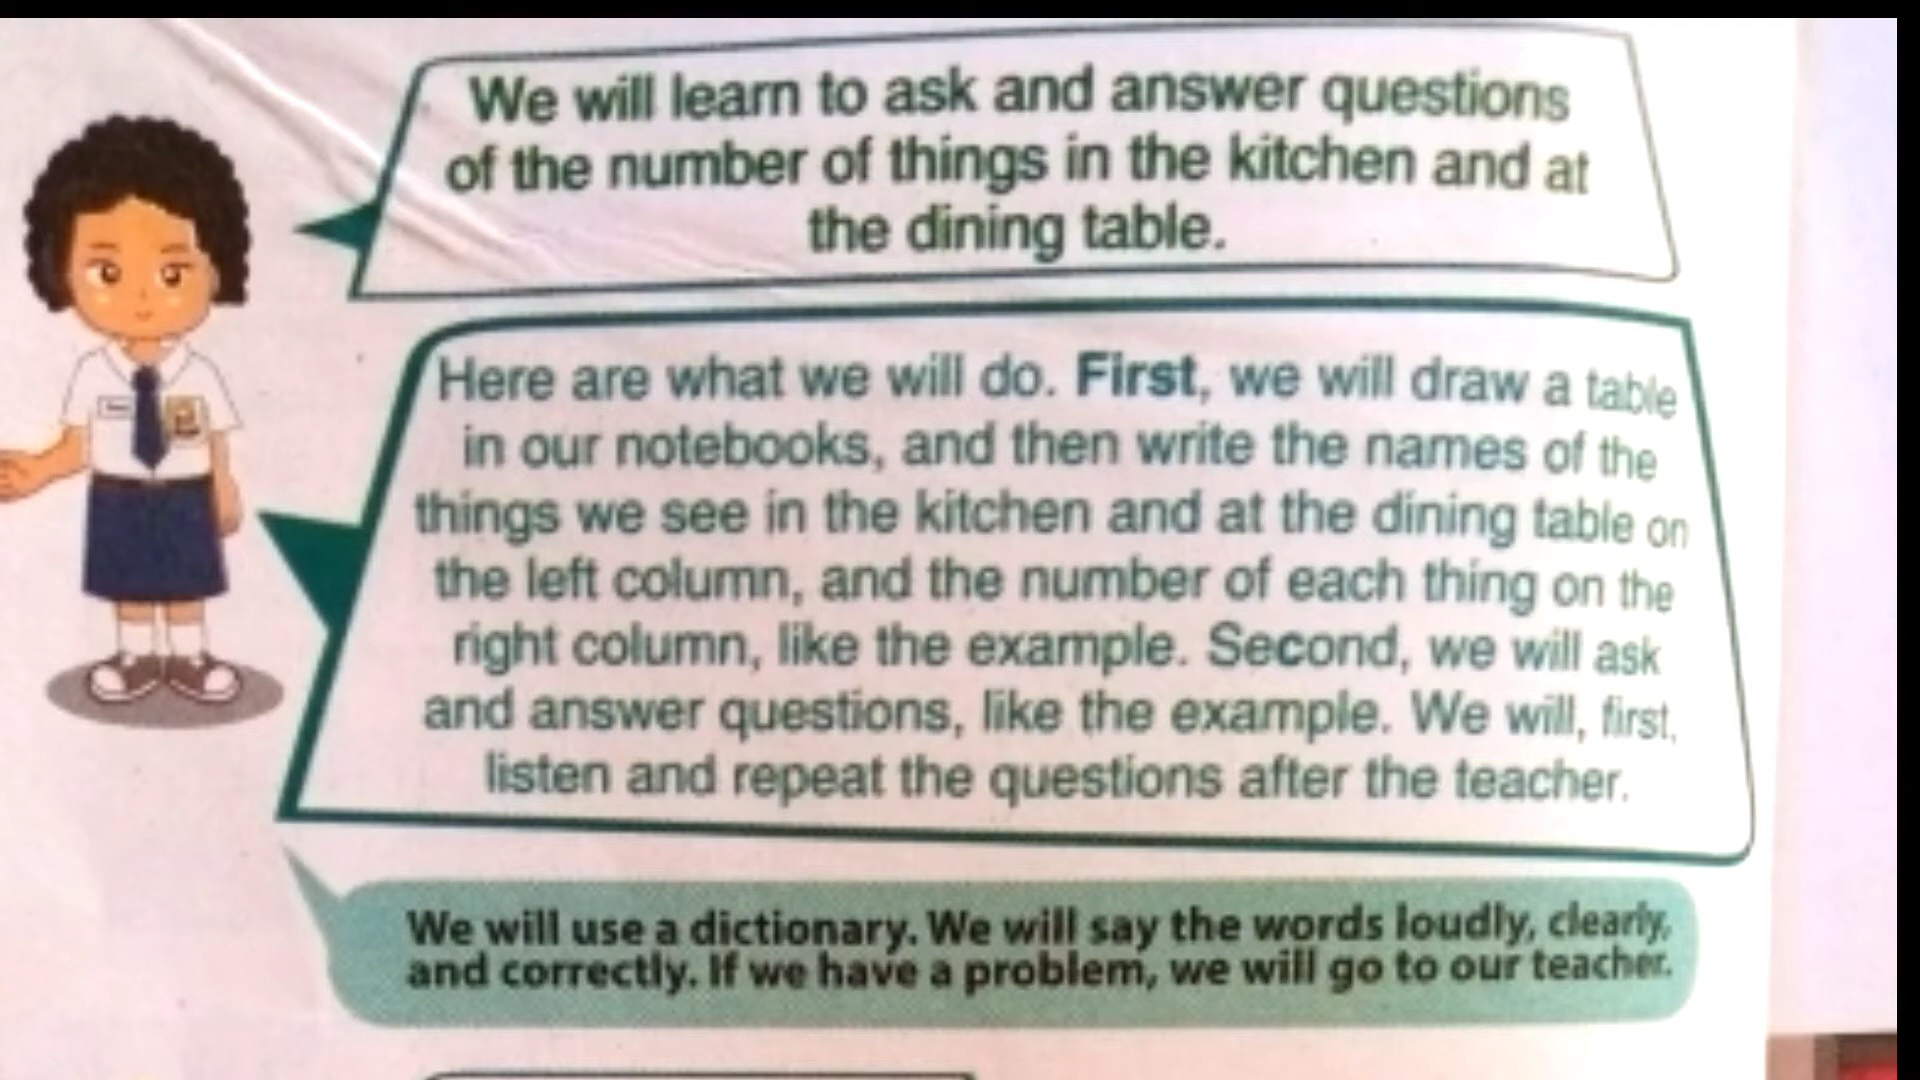 We will learn to ask and answer questions
of the number of things in the kitchen and at
the dining table.
Here are what we will do. First, we will draw a table
in our notebooks, and then write the names of the
things we see in the kitchen and at the dining table on
the left column, and the number of each thing on the
right column, like the example. Second, we will ask
and answer questions, like the example. We will, first,
listen and repeat the questions after the teacher.
We will use a dictionary. We will say the words loudly, clearly,
and correctly. If we have a problem, we will go to our teacher.